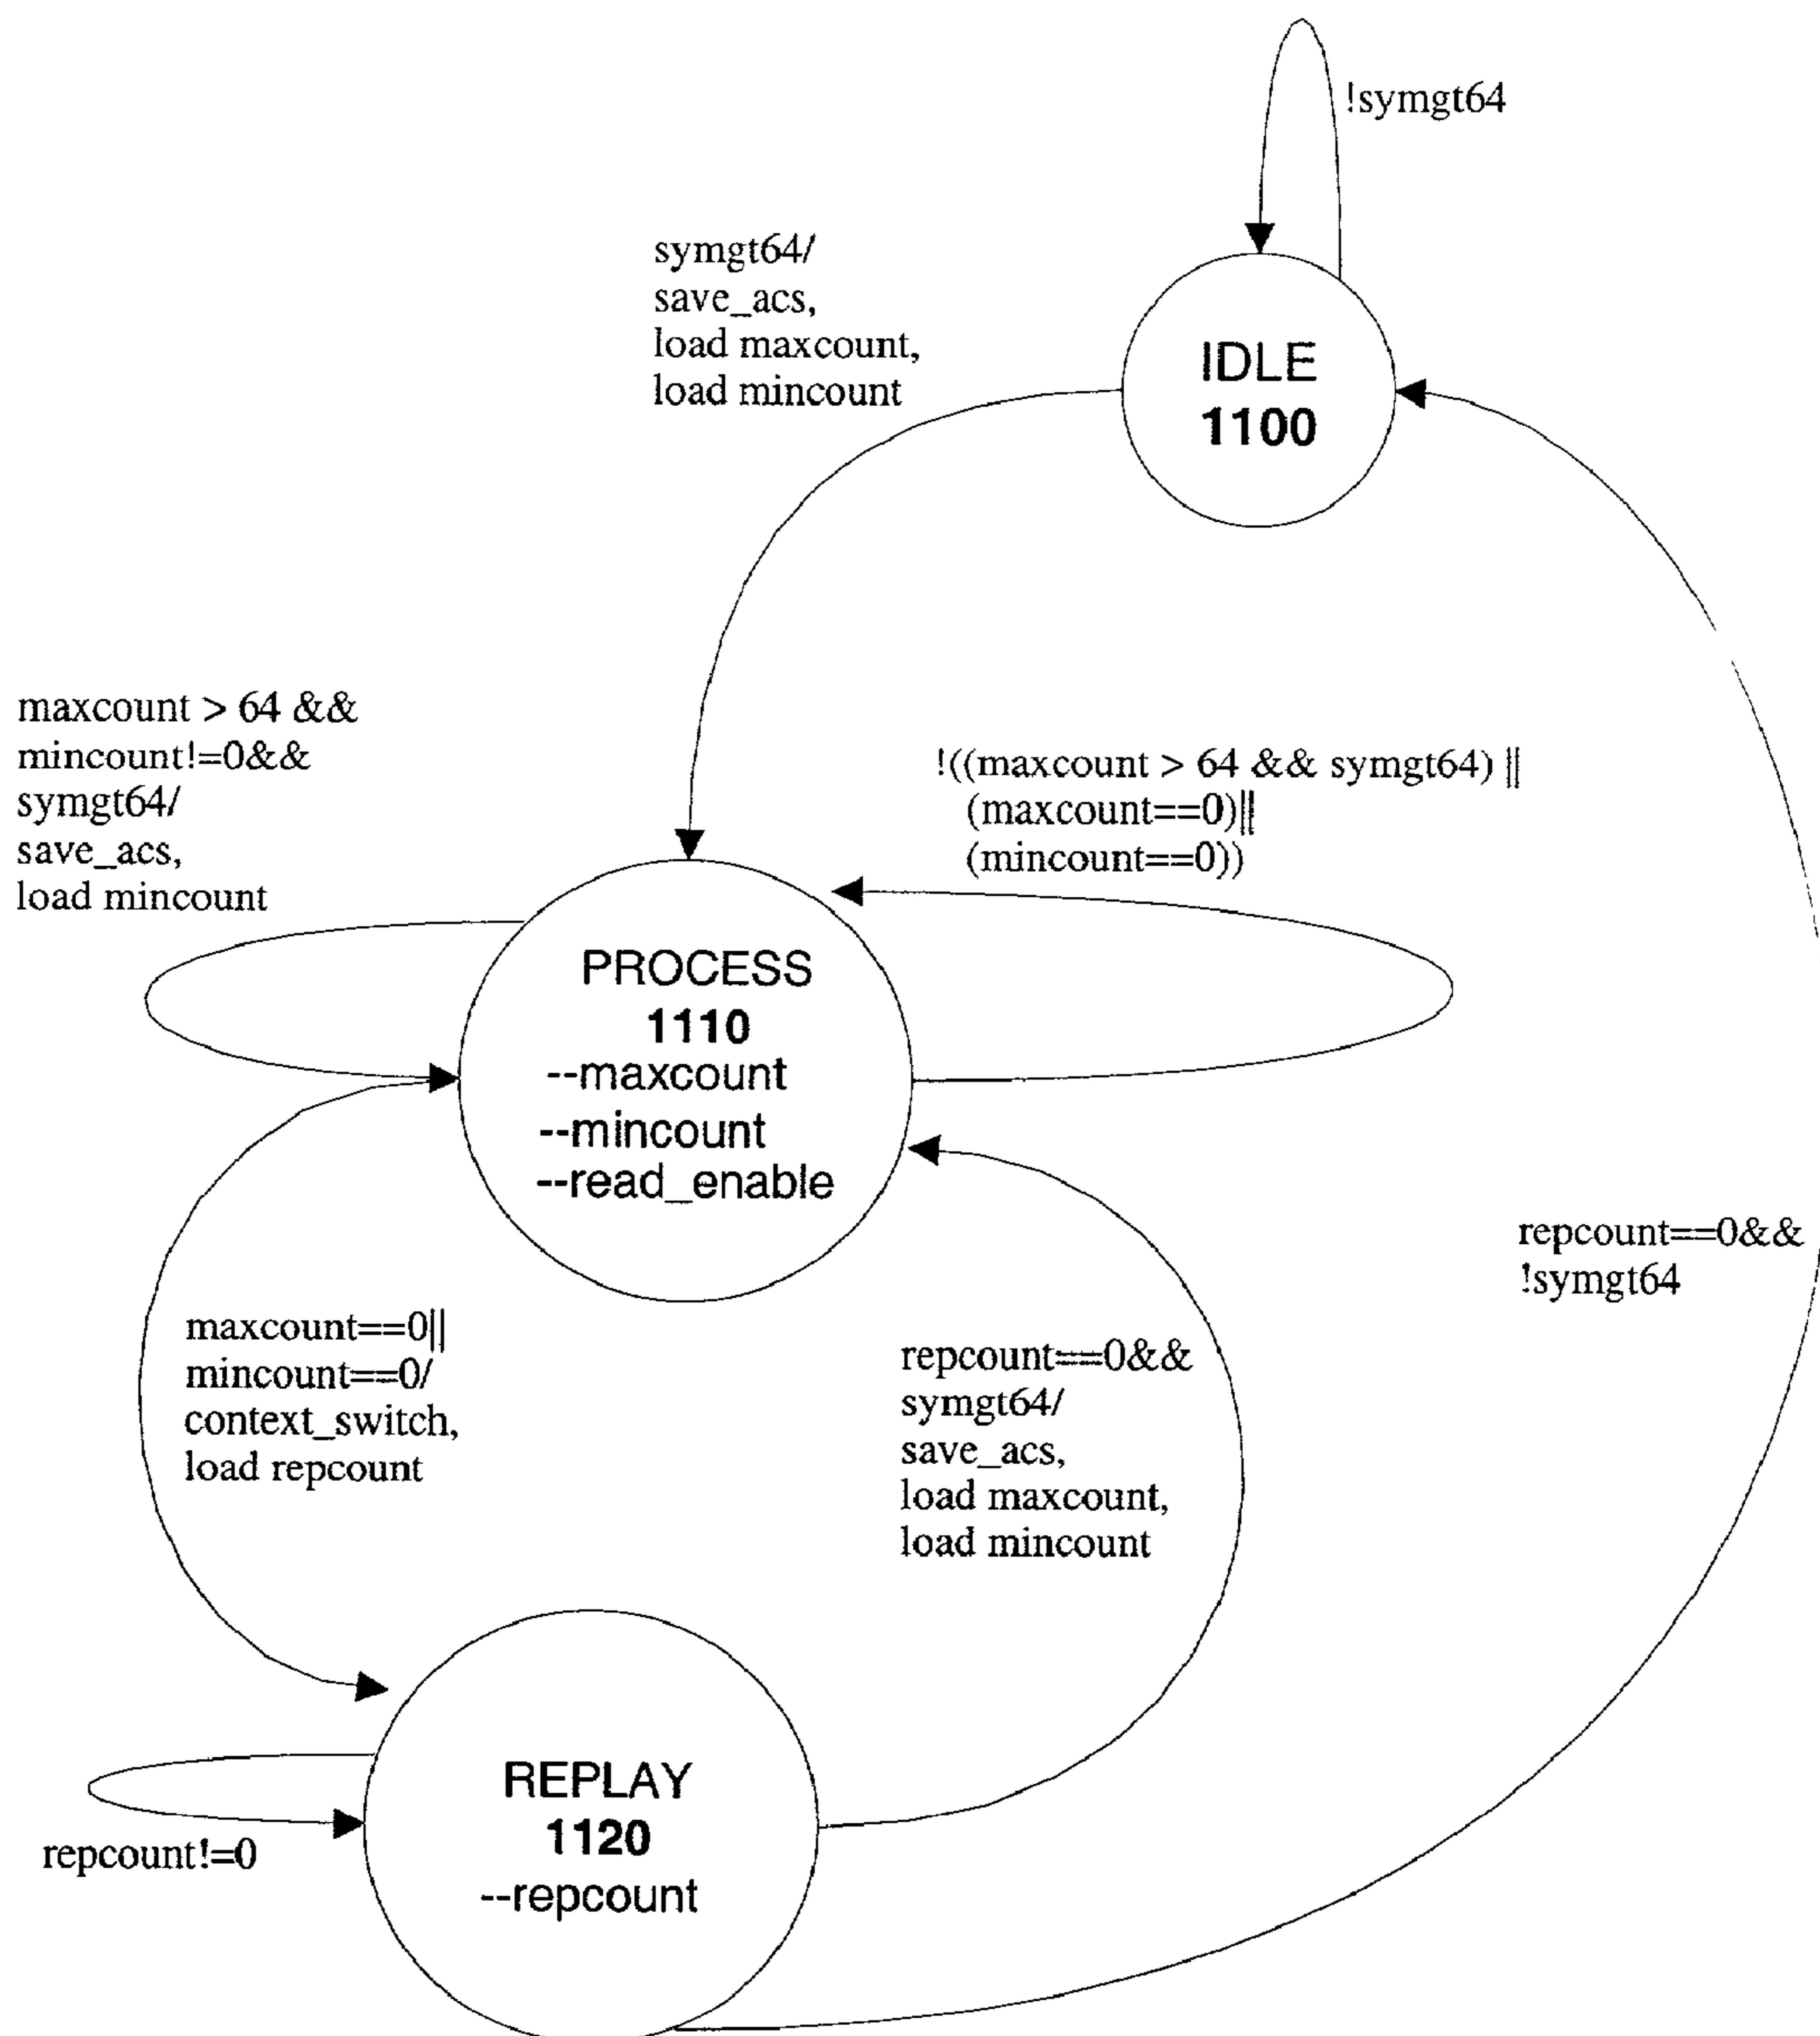 !symgt64
symgt64/
save_acs,
load maxcount,
load mincount
IDLE
1100
maxcount > 64 &&
mincount!=0&&
symgt64/
save_acs,
load mincount
!((maxcount > 64 && symgt64) ||
(maxcount==0)||
(mincount==0))
PROCESS
1110
--maxcount
--mincount
--read_enable
repcount==0&&
!symgt64
maxcount==0||
mincount==0/
context_switch,
load repcount
repcount==0&&
symgt64/
save_acs,
load maxcount,
load mincount
REPLAY
1120
--repcount
repcount!=0